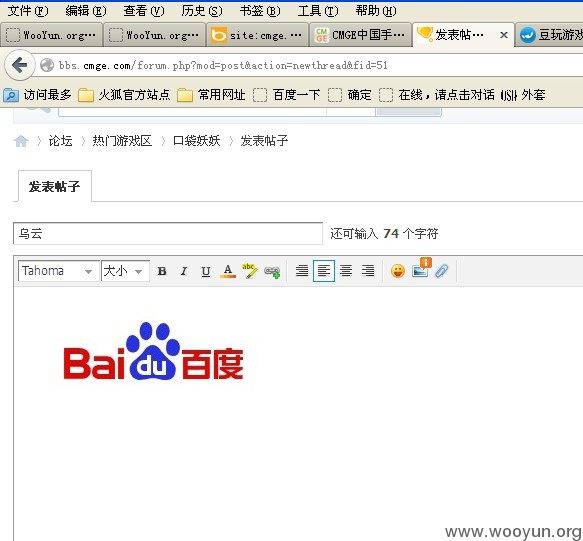 文件(F) 编辑(E) 查看(V) 历史(S) 书签(B) 工具(T) 帮助(H)
WooYun.org... WooYun.org... site:cmge.... CMGE中国手... 发表帖... × 豆玩游戏
bbs.cmge.com/forum.php?mod=post&action=newthread&fid=51
访问最多 火狐官方站点 常用网址 百度一下 确定 在线，请点击对话 外套
论坛 > 热门游戏区 > 口袋妖妖 > 发表帖子
发表帖子
乌云 还可输入 74 个字符
Tahoma 大小 B I U A abc
Bai du 百度
www.wooyun.org